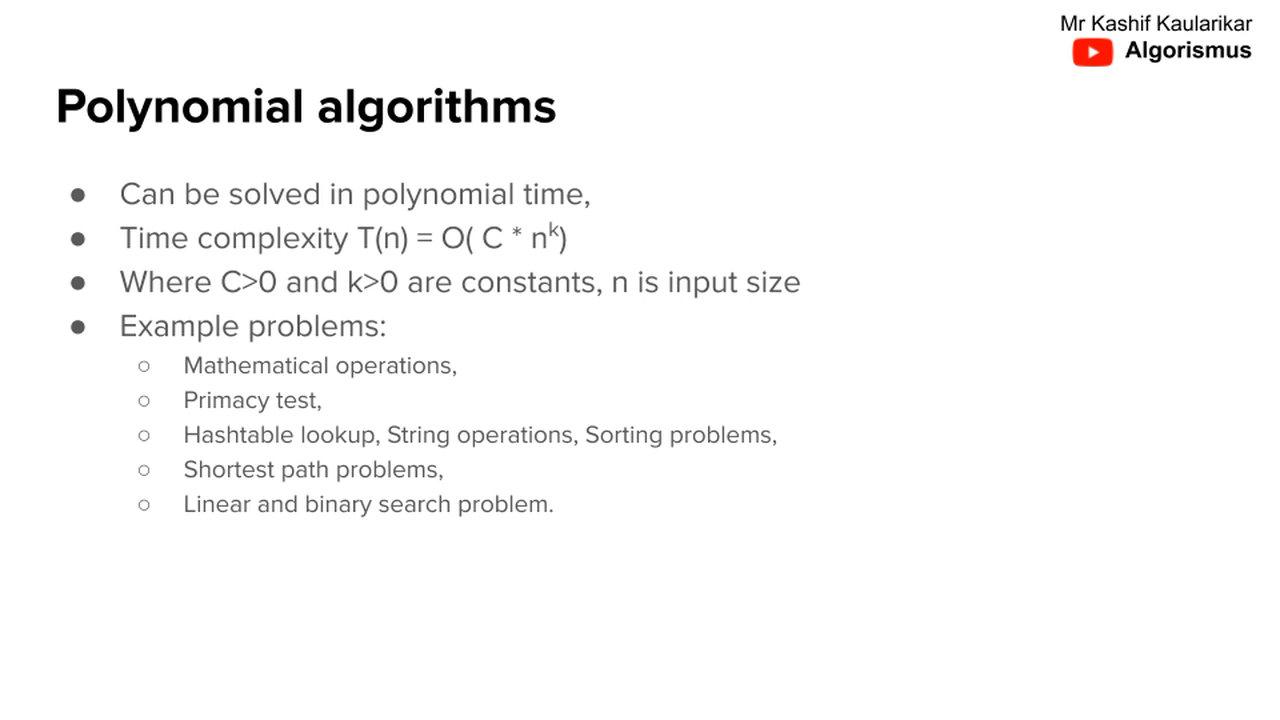 Mr Kashif Kaularikar
Algorismus
Polynomial algorithms
● Can be solved in polynomial time,
● Time complexity T(n) = O( C * nᵏ)
● Where C>0 and k>0 are constants, n is input size
● Example problems:
○ Mathematical operations,
○ Primacy test,
○ Hashtable lookup, String operations, Sorting problems,
○ Shortest path problems,
○ Linear and binary search problem.